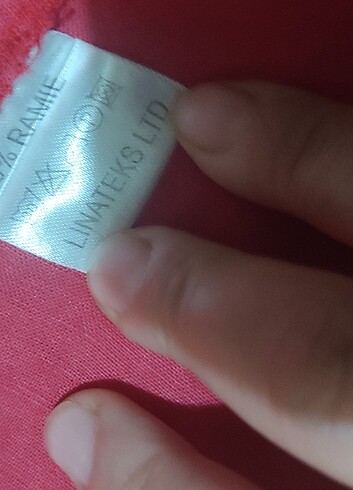 % RAMIE
LINATEKS LTD